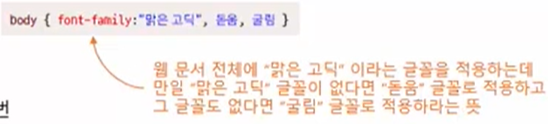 body { font-family:"맑은 고딕", 돋움, 굴림 }
웹 문서 전체에 "맑은 고딕" 이라는 글꼴을 적용하는데
만일 "맑은 고딕" 글꼴이 없다면 "돋움" 글꼴로 적용하고
그 글꼴도 없다면 "굴림" 글꼴로 적용하라는 뜻